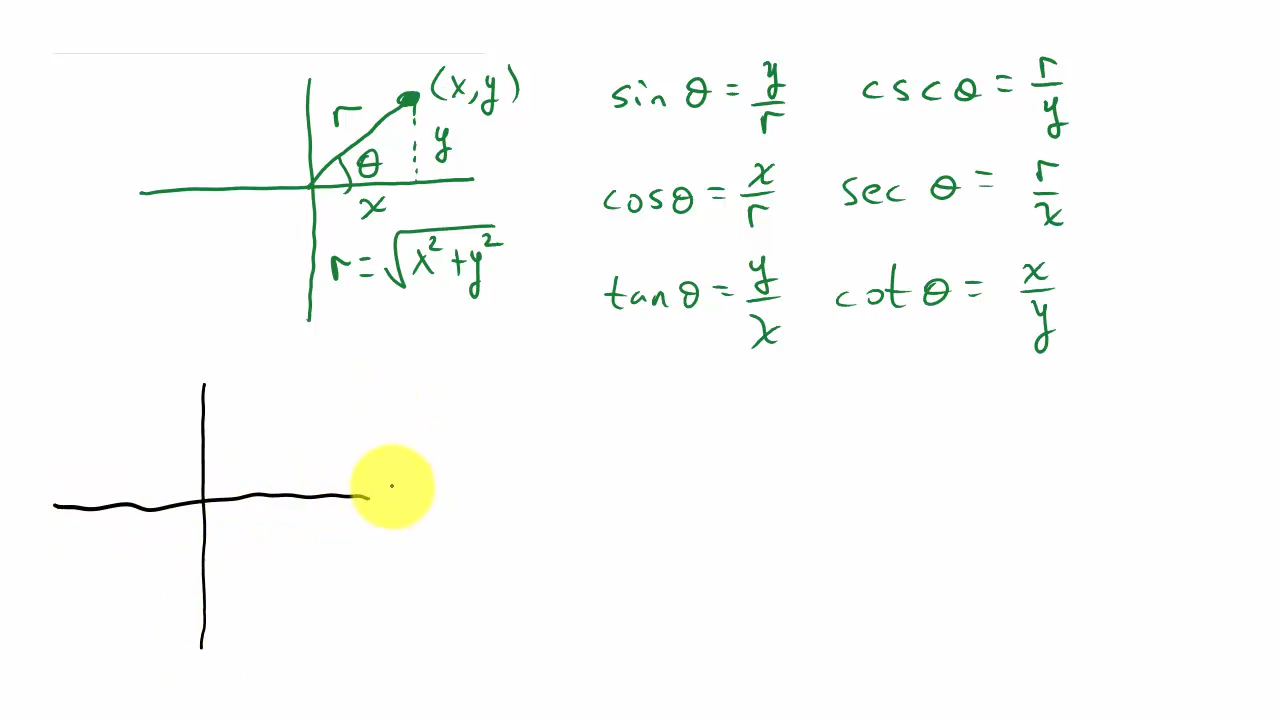 (x,y)
r
θ
y
x
r = √x² + y²
sin θ = y/r
csc θ = r/y
cos θ = x/r
sec θ = r/x
tan θ = y/x
cot θ = x/y